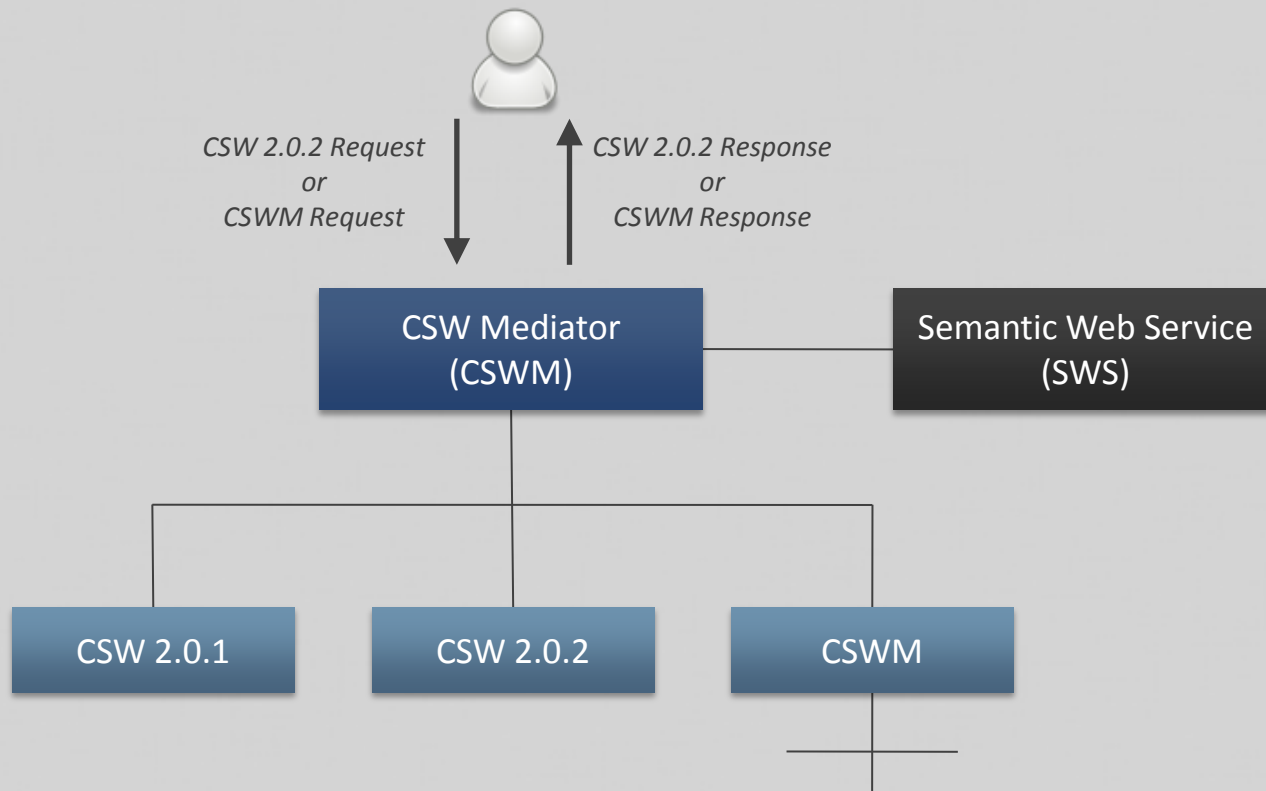 CSW 2.0.2 Request
or
CSWM Request
CSW 2.0.2 Response
or
CSWM Response
CSW Mediator
(CSWM)
Semantic Web Service
(SWS)
CSW 2.0.1
CSW 2.0.2
CSWM